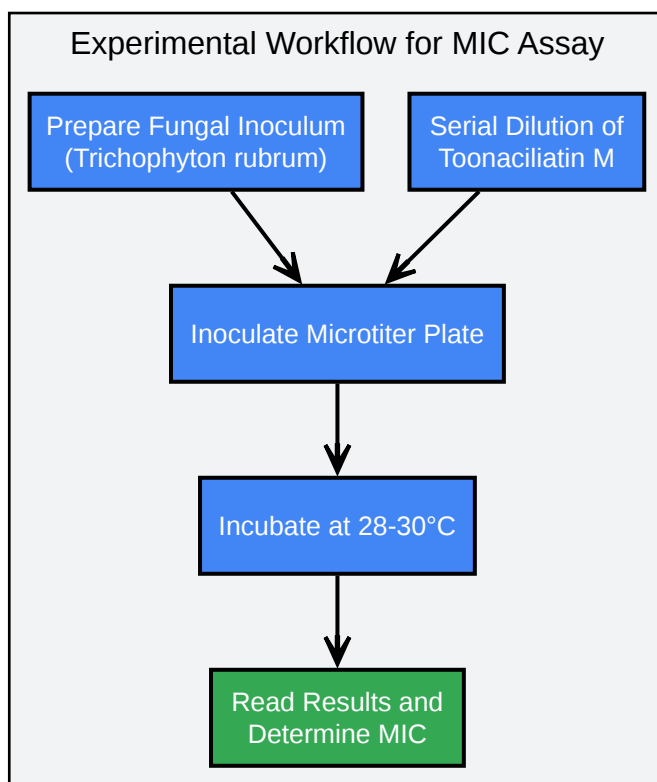 Experimental Workflow for MIC Assay
Prepare Fungal Inoculum
(Trichophyton rubrum)
Serial Dilution of
Toonaciliatin M
Inoculate Microtiter Plate
Incubate at 28-30°C
Read Results and
Determine MIC